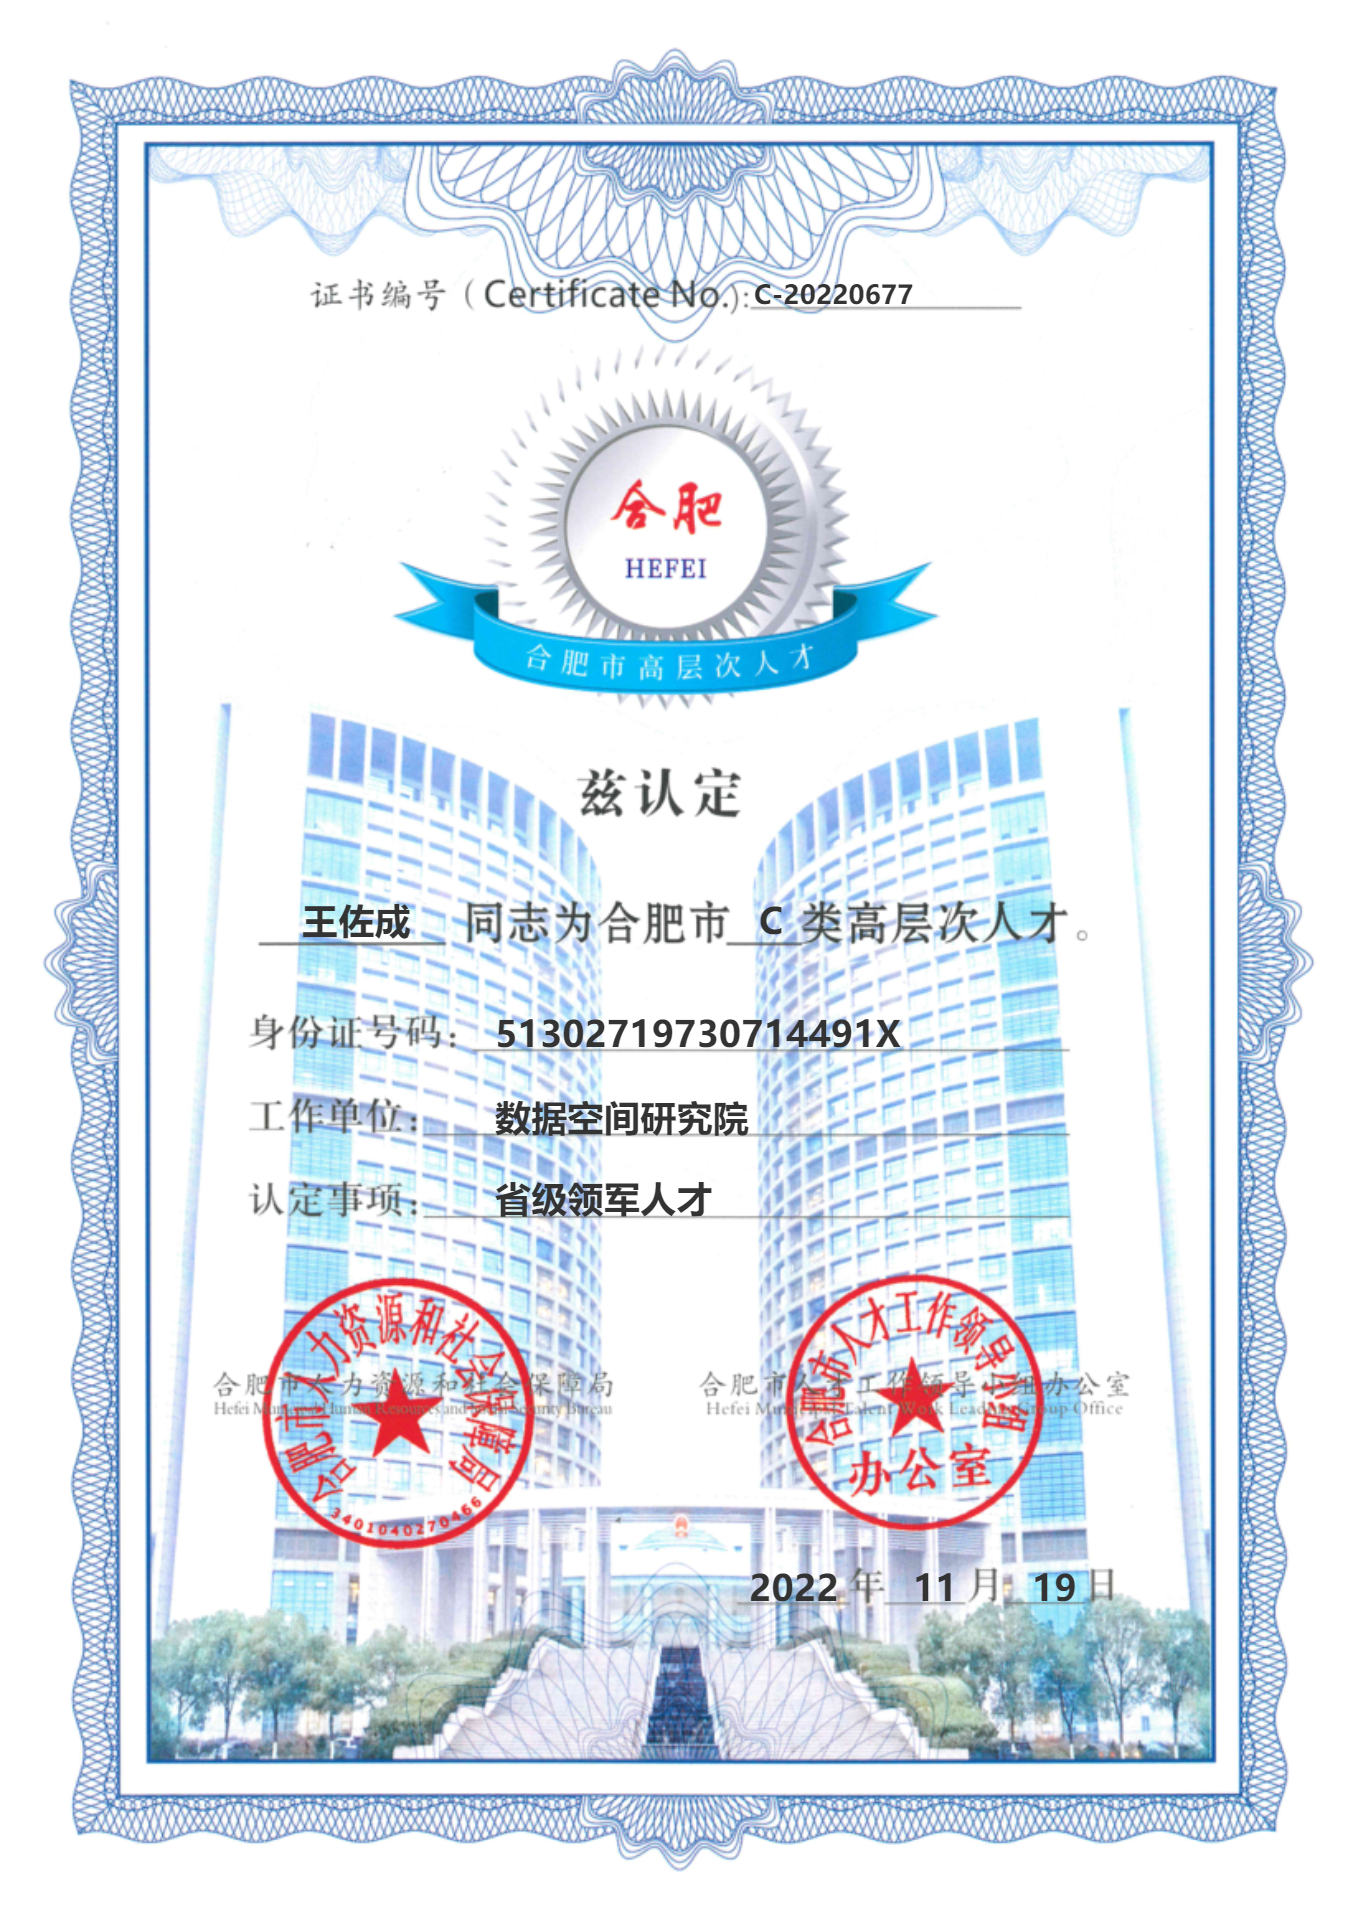 证书编号（Certificate No.):C-20220677
合肥
HEFEI
合肥市高层次人才
兹认定
王佐成 同志为合肥市 C 类高层次人才。
身份证号码： 51302719730714491X
工作单位： 数据空间研究院
认定事项： 省级领军人才
合肥市人力资源和社会保障局
Hefei Municipal Human Resources and Social Security Bureau
合肥市人才工作领导小组办公室
Hefei Municipal Talent Work Leading Group Office
合肥市人力资源和社会保障局
3401040270466
合肥市人才工作领导小组
办公室
2022 年 11 月 19 日